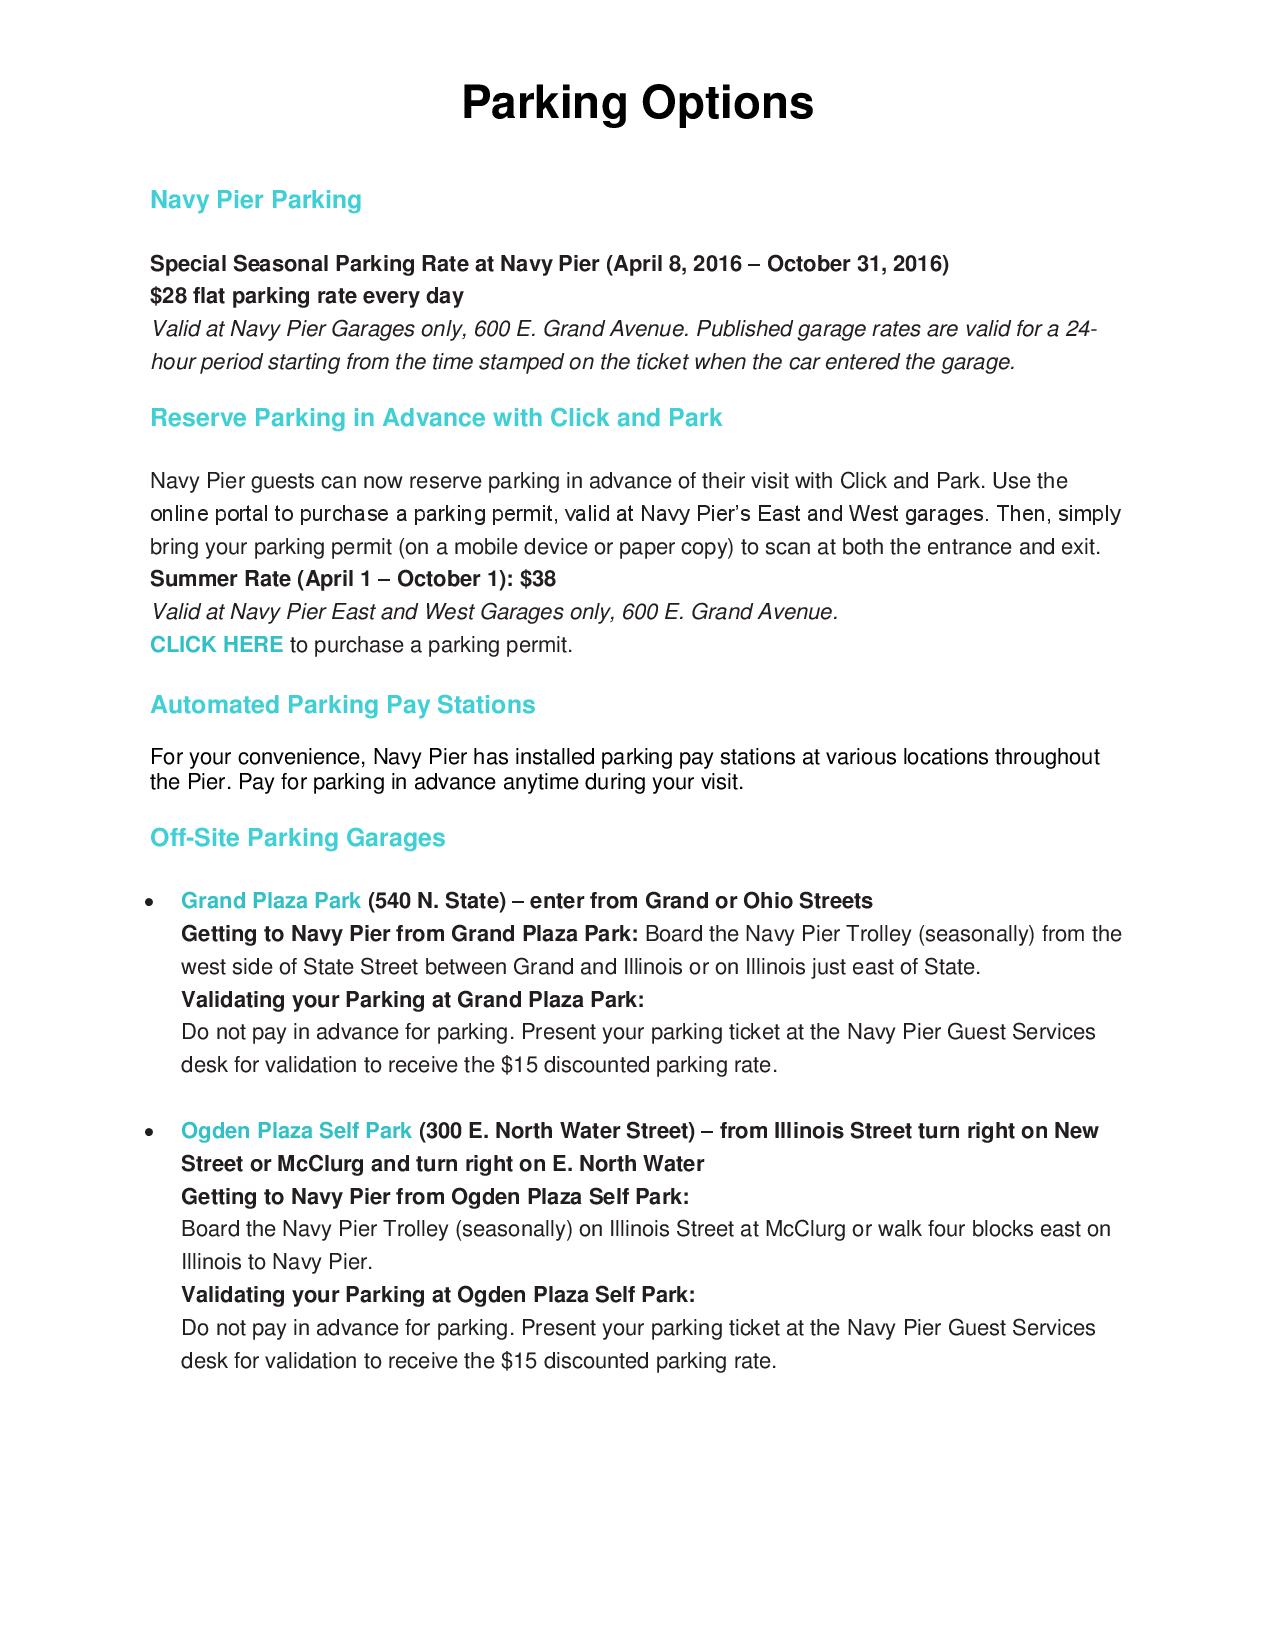 Parking Options
Navy Pier Parking
Special Seasonal Parking Rate at Navy Pier (April 8, 2016 – October 31, 2016)
$28 flat parking rate every day
Valid at Navy Pier Garages only, 600 E. Grand Avenue. Published garage rates are valid for a 24-
hour period starting from the time stamped on the ticket when the car entered the garage.
Reserve Parking in Advance with Click and Park
Navy Pier guests can now reserve parking in advance of their visit with Click and Park. Use the
online portal to purchase a parking permit, valid at Navy Pier’s East and West garages. Then, simply
bring your parking permit (on a mobile device or paper copy) to scan at both the entrance and exit.
Summer Rate (April 1 – October 1): $38
Valid at Navy Pier East and West Garages only, 600 E. Grand Avenue.
CLICK HERE to purchase a parking permit.
Automated Parking Pay Stations
For your convenience, Navy Pier has installed parking pay stations at various locations throughout
the Pier. Pay for parking in advance anytime during your visit.
Off-Site Parking Garages
• Grand Plaza Park (540 N. State) – enter from Grand or Ohio Streets
Getting to Navy Pier from Grand Plaza Park: Board the Navy Pier Trolley (seasonally) from the
west side of State Street between Grand and Illinois or on Illinois just east of State.
Validating your Parking at Grand Plaza Park:
Do not pay in advance for parking. Present your parking ticket at the Navy Pier Guest Services
desk for validation to receive the $15 discounted parking rate.
• Ogden Plaza Self Park (300 E. North Water Street) – from Illinois Street turn right on New
Street or McClurg and turn right on E. North Water
Getting to Navy Pier from Ogden Plaza Self Park:
Board the Navy Pier Trolley (seasonally) on Illinois Street at McClurg or walk four blocks east on
Illinois to Navy Pier.
Validating your Parking at Ogden Plaza Self Park:
Do not pay in advance for parking. Present your parking ticket at the Navy Pier Guest Services
desk for validation to receive the $15 discounted parking rate.